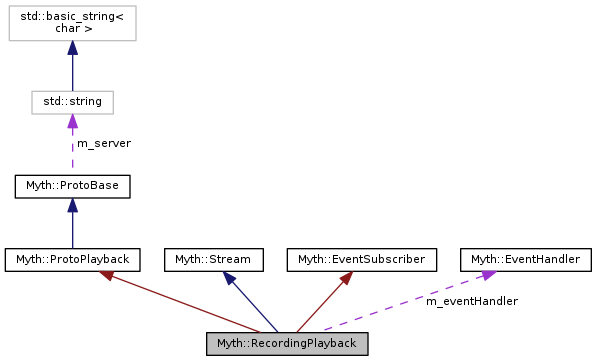 std::basic_string<
char >
std::string
m_server
Myth::ProtoBase
Myth::ProtoPlayback
Myth::Stream
Myth::EventSubscriber
Myth::EventHandler
m_eventHandler
Myth::RecordingPlayback